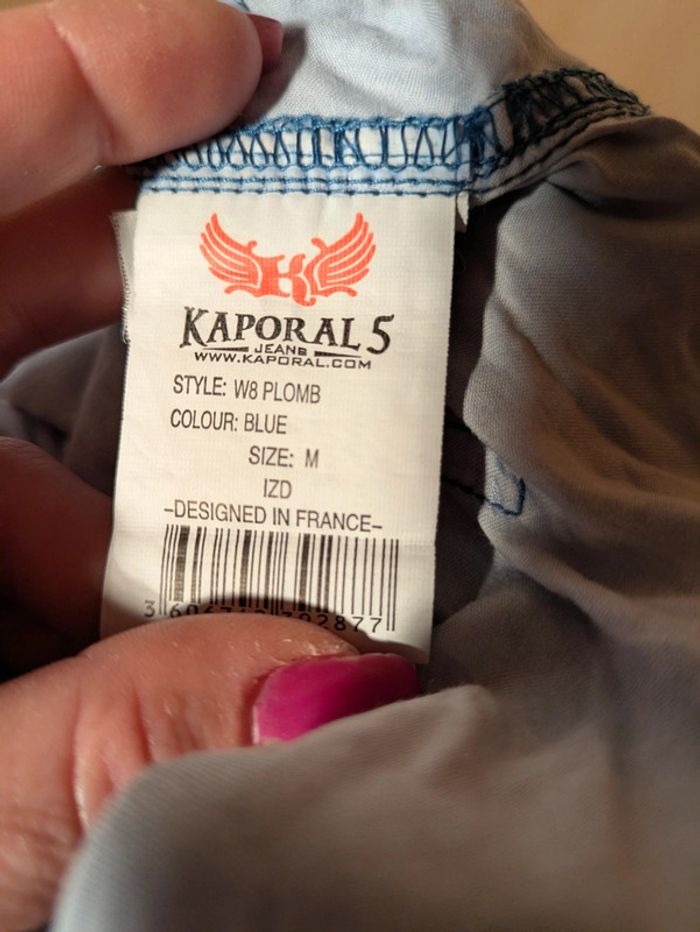 K
KAPORAL 5
JEANS
WWW.KAPORAL.COM
STYLE: W8 PLOMB
COLOUR: BLUE
SIZE: M
IZD
-DESIGNED IN FRANCE-